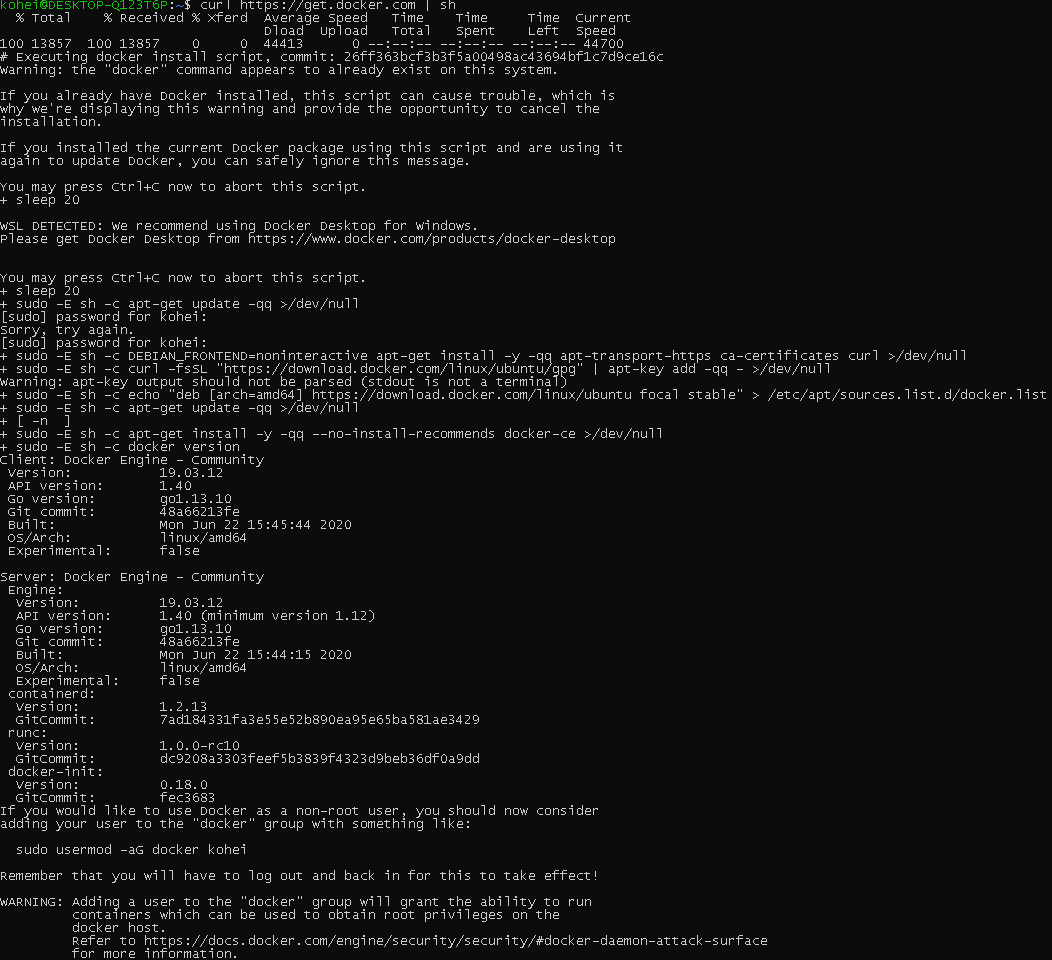 kohei@DESKTOP-Q123T6P:~$ curl https://get.docker.com | sh
  % Total    % Received % Xferd  Average Speed   Time    Time     Time  Current
                                 Dload  Upload   Total   Spent    Left  Speed
100 13857  100 13857    0     0  44413      0 --:--:-- --:--:-- --:--:-- 44700
# Executing docker install script, commit: 26ff363bcf3b3f5a00498ac43694bf1c7d9ce16c
Warning: the "docker" command appears to already exist on this system.

If you already have Docker installed, this script can cause trouble, which is
why we're displaying this warning and provide the opportunity to cancel the
installation.

If you installed the current Docker package using this script and are using it
again to update Docker, you can safely ignore this message.

You may press Ctrl+C now to abort this script.
+ sleep 20

WSL DETECTED: We recommend using Docker Desktop for Windows.
Please get Docker Desktop from https://www.docker.com/products/docker-desktop


You may press Ctrl+C now to abort this script.
+ sleep 20
+ sudo -E sh -c apt-get update -qq >/dev/null
[sudo] password for kohei:
Sorry, try again.
[sudo] password for kohei:
+ sudo -E sh -c DEBIAN_FRONTEND=noninteractive apt-get install -y -qq apt-transport-https ca-certificates curl >/dev/null
+ sudo -E sh -c curl -fsSL "https://download.docker.com/linux/ubuntu/gpg" | apt-key add -qq - >/dev/null
Warning: apt-key output should not be parsed (stdout is not a terminal)
+ sudo -E sh -c echo "deb [arch=amd64] https://download.docker.com/linux/ubuntu focal stable" > /etc/apt/sources.list.d/docker.list
+ sudo -E sh -c apt-get update -qq >/dev/null
+ [ -n  ]
+ sudo -E sh -c apt-get install -y -qq --no-install-recommends docker-ce >/dev/null
+ sudo -E sh -c docker version
Client: Docker Engine - Community
 Version:           19.03.12
 API version:       1.40
 Go version:        go1.13.10
 Git commit:        48a66213fe
 Built:             Mon Jun 22 15:45:44 2020
 OS/Arch:           linux/amd64
 Experimental:      false

Server: Docker Engine - Community
 Engine:
  Version:          19.03.12
  API version:      1.40 (minimum version 1.12)
  Go version:       go1.13.10
  Git commit:       48a66213fe
  Built:            Mon Jun 22 15:44:15 2020
  OS/Arch:          linux/amd64
  Experimental:     false
 containerd:
  Version:          1.2.13
  GitCommit:        7ad184331fa3e55e52b890ea95e65ba581ae3429
 runc:
  Version:          1.0.0-rc10
  GitCommit:        dc9208a3303feef5b3839f4323d9beb36df0a9dd
 docker-init:
  Version:          0.18.0
  GitCommit:        fec3683
If you would like to use Docker as a non-root user, you should now consider
adding your user to the "docker" group with something like:

  sudo usermod -aG docker kohei

Remember that you will have to log out and back in for this to take effect!

WARNING: Adding a user to the "docker" group will grant the ability to run
         containers which can be used to obtain root privileges on the
         docker host.
         Refer to https://docs.docker.com/engine/security/security/#docker-daemon-attack-surface
         for more information.